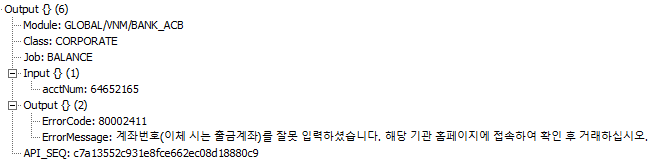 Output {} (6)
Module: GLOBAL/VNM/BANK_ACB
Class: CORPORATE
Job: BALANCE
Input {} (1)
acctNum: 64652165
Output {} (2)
ErrorCode: 80002411
ErrorMessage: 계좌번호(이체 시는 출금계좌)를 잘못 입력하셨습니다. 해당 기관 홈페이지에 접속하여 확인 후 거래하십시오.
API_SEQ: c7a13552c931e8fce662ec08d18880c9